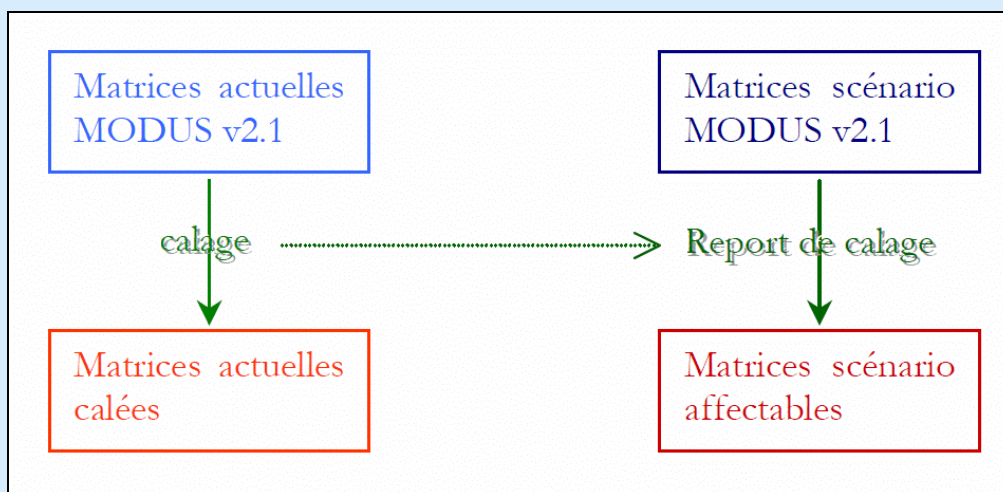 Matrices actuelles
MODUS v2.1
Matrices scénario
MODUS v2.1
calage
Report de calage
Matrices actuelles
calées
Matrices scénario
affectables